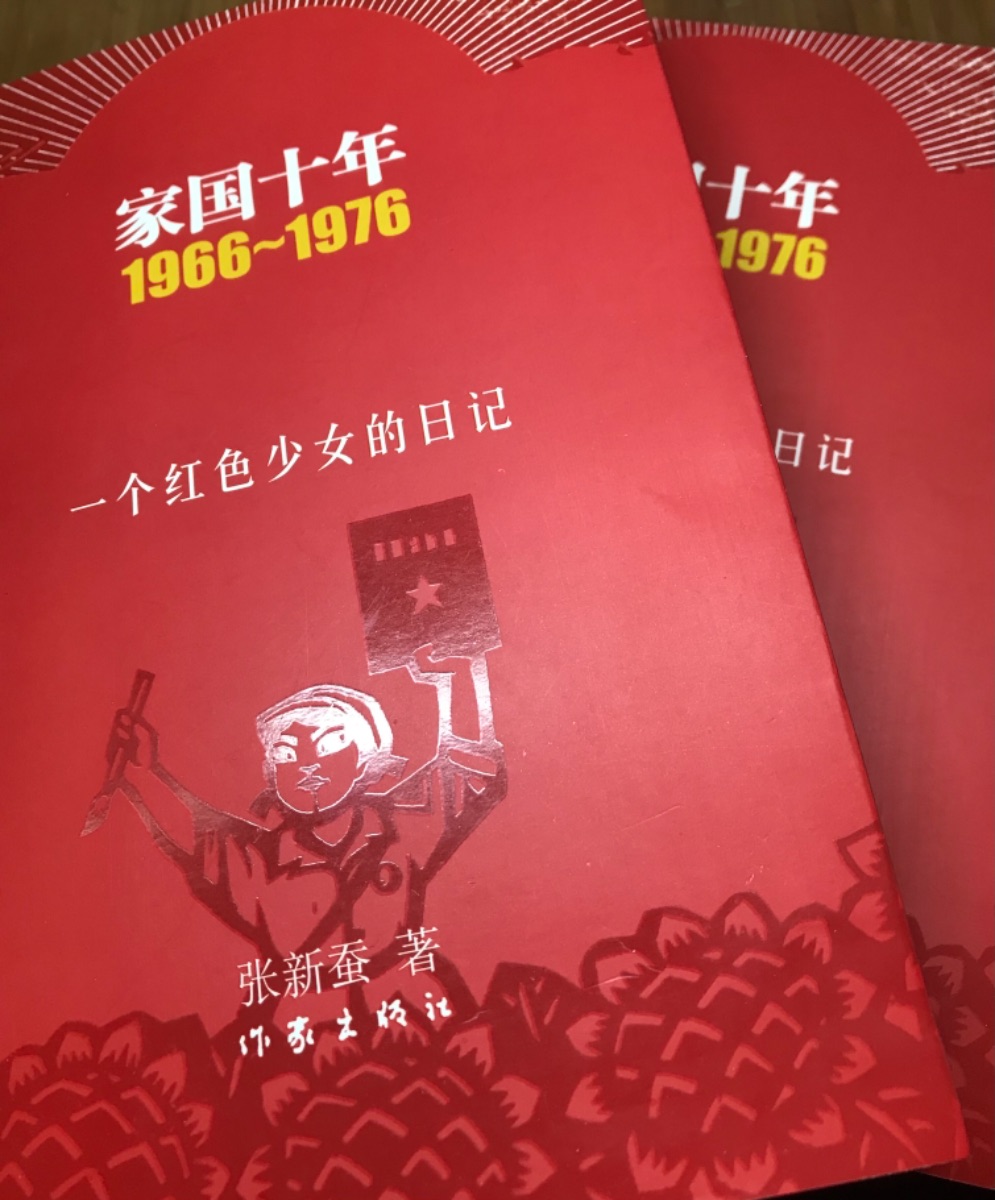 家国十年
1966~1976
一个红色少女的日记
张新蚕 著
作家出版社
十年
1976
日记